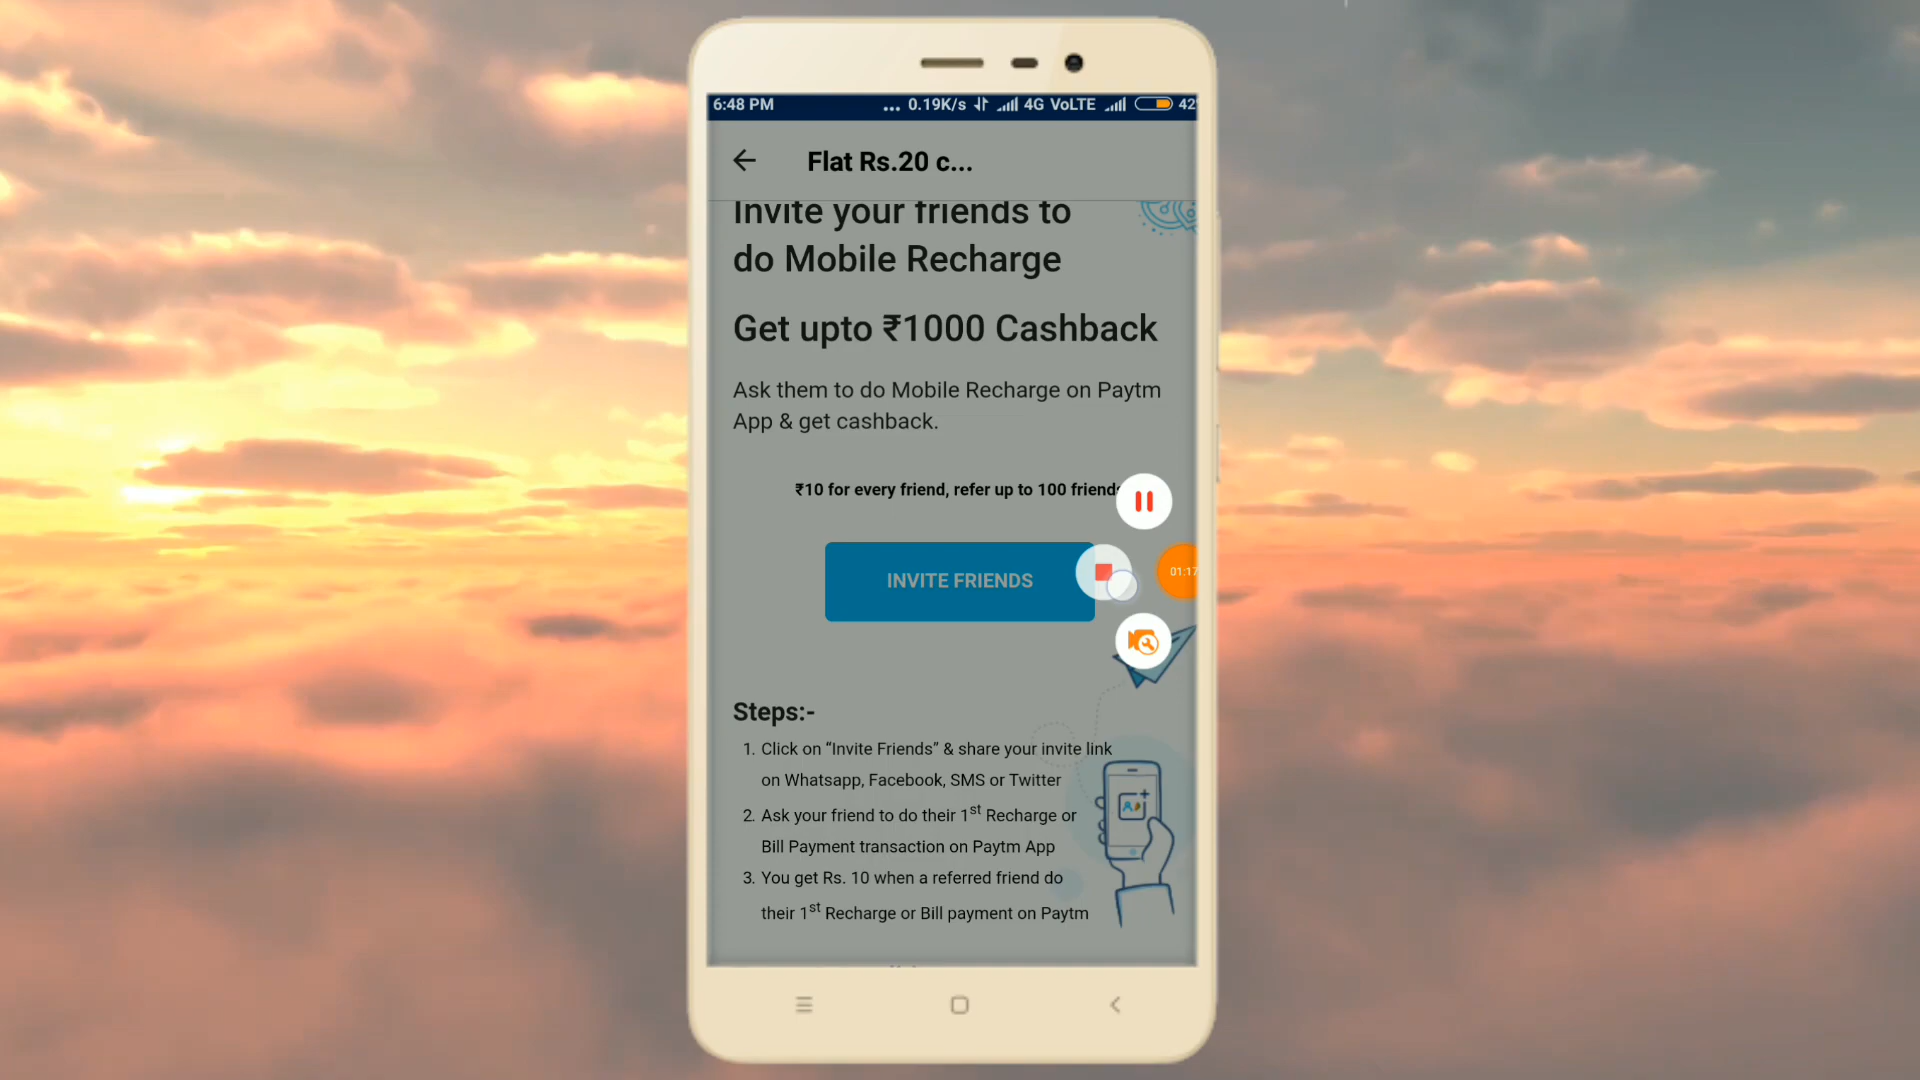 6:48 PM ... 0.19K/s 4G VoLTE 42
Flat Rs.20 c...
Invite your friends to
do Mobile Recharge
Get upto ₹1000 Cashback
Ask them to do Mobile Recharge on Paytm
App & get cashback.
₹10 for every friend, refer up to 100 friends
INVITE FRIENDS
01:17
Steps:-
1. Click on “Invite Friends” & share your invite link
on Whatsapp, Facebook, SMS or Twitter
2. Ask your friend to do their 1st Recharge or
Bill Payment transaction on Paytm App
3. You get Rs. 10 when a referred friend do
their 1st Recharge or Bill payment on Paytm